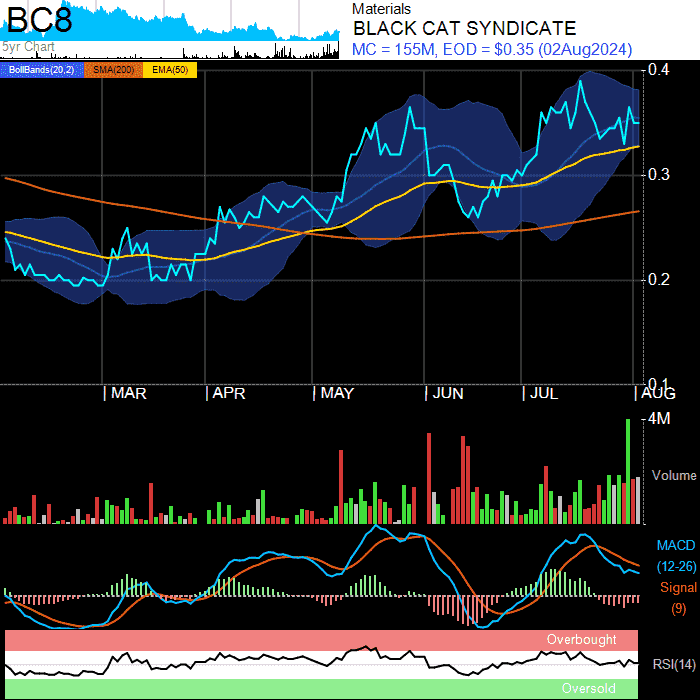 BC8
5yr Chart
Materials
BLACK CAT SYNDICATE
MC = 155M, EOD = $0.35 (02Aug2024)
BollBands(20,2) SMA(200) EMA(50)
0.4
0.3
0.2
0.1
MAR APR MAY JUN JUL AUG
4M
Volume
MACD
(12-26)
Signal
(9)
Overbought
RSI(14)
Oversold